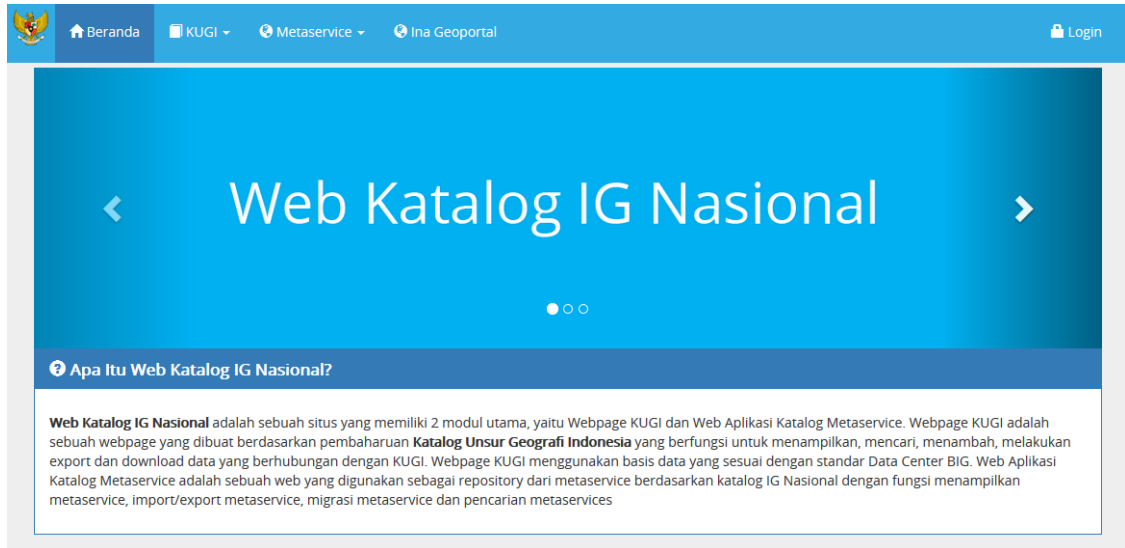 Beranda KUGI Metaservice Ina Geoportal Login
Web Katalog IG Nasional
Apa Itu Web Katalog IG Nasional?
Web Katalog IG Nasional adalah sebuah situs yang memiliki 2 modul utama, yaitu Webpage KUGI dan Web Aplikasi Katalog Metaservice. Webpage KUGI adalah
sebuah webpage yang dibuat berdasarkan pembaharuan Katalog Unsur Geografi Indonesia yang berfungsi untuk menampilkan, mencari, menambah, melakukan
export dan download data yang berhubungan dengan KUGI. Webpage KUGI menggunakan basis data yang sesuai dengan standar Data Center BIG. Web Aplikasi
Katalog Metaservice adalah sebuah web yang digunakan sebagai repository dari metaservice berdasarkan katalog IG Nasional dengan fungsi menampilkan
metaservice, import/export metaservice, migrasi metaservice dan pencarian metaservices